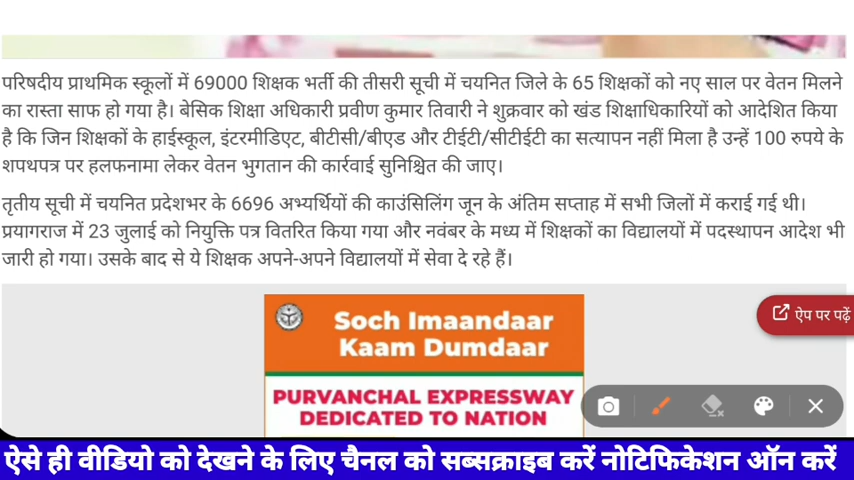 परिषदीय प्राथमिक स्कूलों में 69000 शिक्षक भर्ती की तीसरी सूची में चयनित जिले के 65 शिक्षकों को नए साल पर वेतन मिलने
का रास्ता साफ हो गया है। बेसिक शिक्षा अधिकारी प्रवीण कुमार तिवारी ने शुक्रवार को खंड शिक्षाधिकारियों को आदेशित किया
है कि जिन शिक्षकों के हाईस्कूल, इंटरमीडिएट, बीटीसी/बीएड और टीईटी/सीटीईटी का सत्यापन नहीं मिला है उन्हें 100 रुपये के
शपथपत्र पर हलफनामा लेकर वेतन भुगतान की कार्रवाई सुनिश्चित की जाए।
तृतीय सूची में चयनित प्रदेशभर के 6696 अभ्यर्थियों की काउंसिलिंग जून के अंतिम सप्ताह में सभी जिलों में कराई गई थी।
प्रयागराज में 23 जुलाई को नियुक्ति पत्र वितरित किया गया और नवंबर के मध्य में शिक्षकों का विद्यालयों में पदस्थापन आदेश भी
जारी हो गया। उसके बाद से ये शिक्षक अपने-अपने विद्यालयों में सेवा दे रहे हैं।
Soch Imaandaar
Kaam Dumdaar
ऐप पर पढ़ें
PURVANCHAL EXPRESSWAY
DEDICATED TO NATION
ऐसे ही वीडियो को देखने के लिए चैनल को सब्सक्राइब करें नोटिफिकेशन ऑन करें